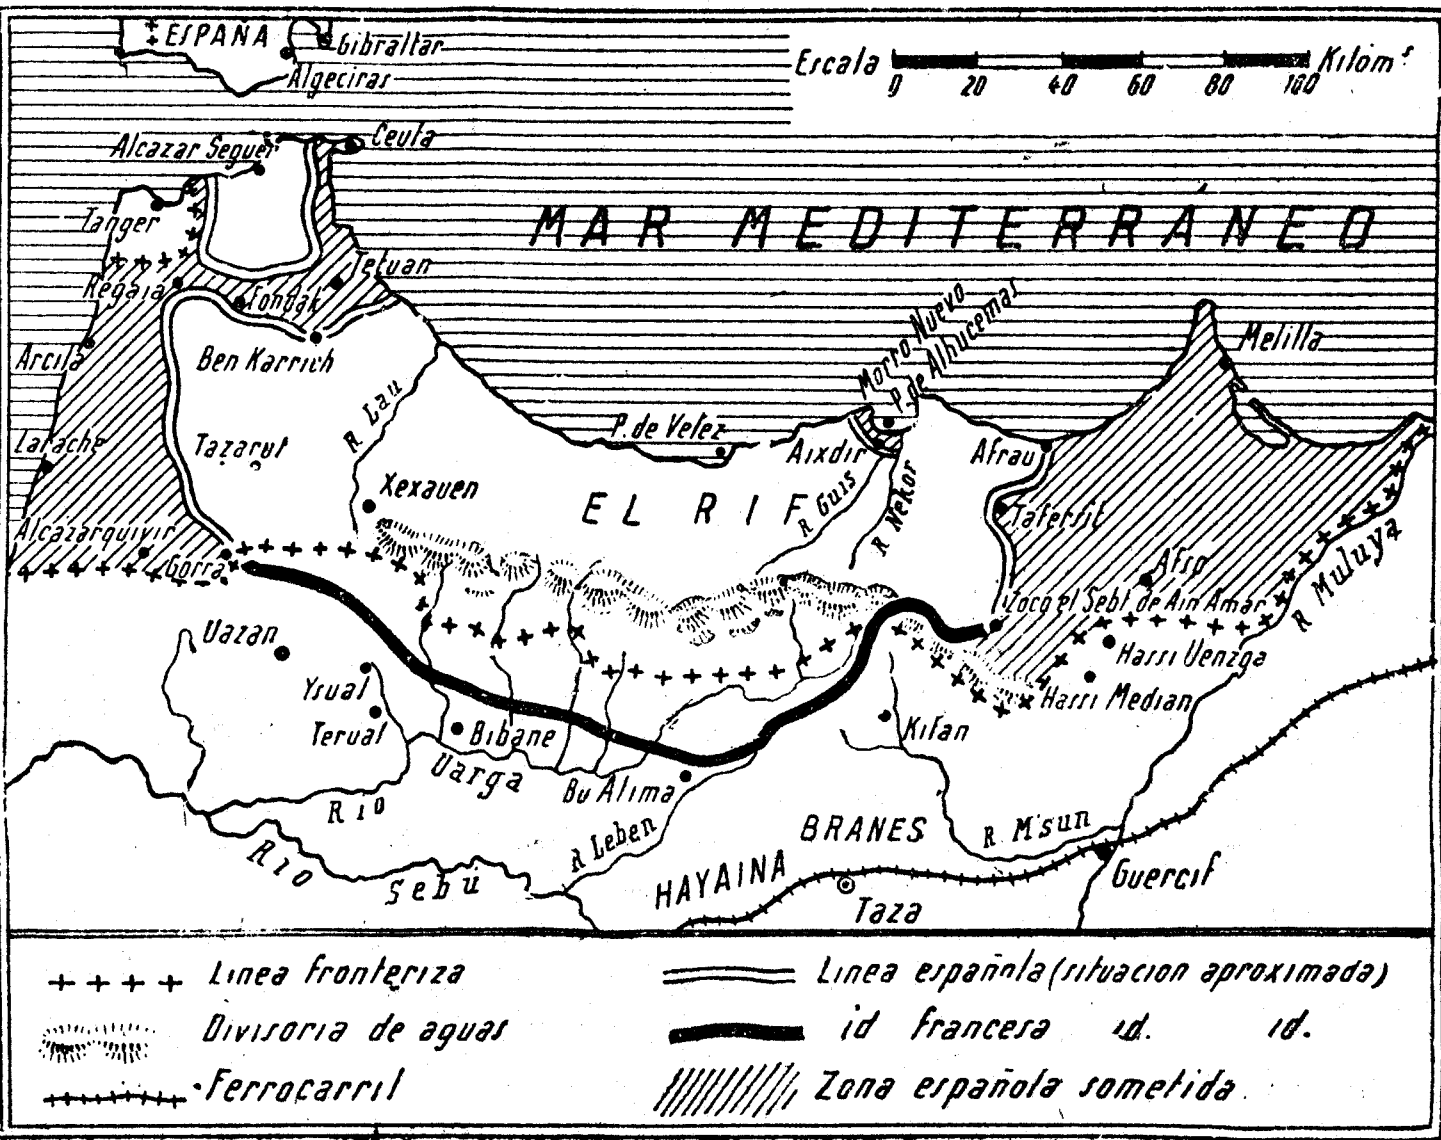 ESPAÑA
Gibraltar
Algeciras
Escala
Kilóm.s
0 20 40 60 80 100
Alcazar Seguer
Ceuta
Tanger
MAR MEDITERRÁNEO
Regaia
Fondak
Tetuan
Arcila
Ben Karrich
R Lau
Morro Nuevo
P. de Alhucemas
Melilla
Larache
Tazarut
P. de Velez
Aixdir
Afrau
Xexauen
EL RIF
R Guis
R Nekor
Tafersit
Alcazarquivir
Gorra
Afso
R Muluya
Zoco el Sebt de Ain Amar
Uazan
Hassi Uenzga
Ysual
Hassi Median
Terual
Bibane
Kifan
Uarga
Rio
Bu Alima
BRANES
R M'sun
R Leben
Rio Sebú
HAYAINA
Guercif
Taza
Linea fronteriza
Linea española (situacion aproximada)
Divisoria de aguas
id francesa id. id.
Ferrocarril
Zona española sometida